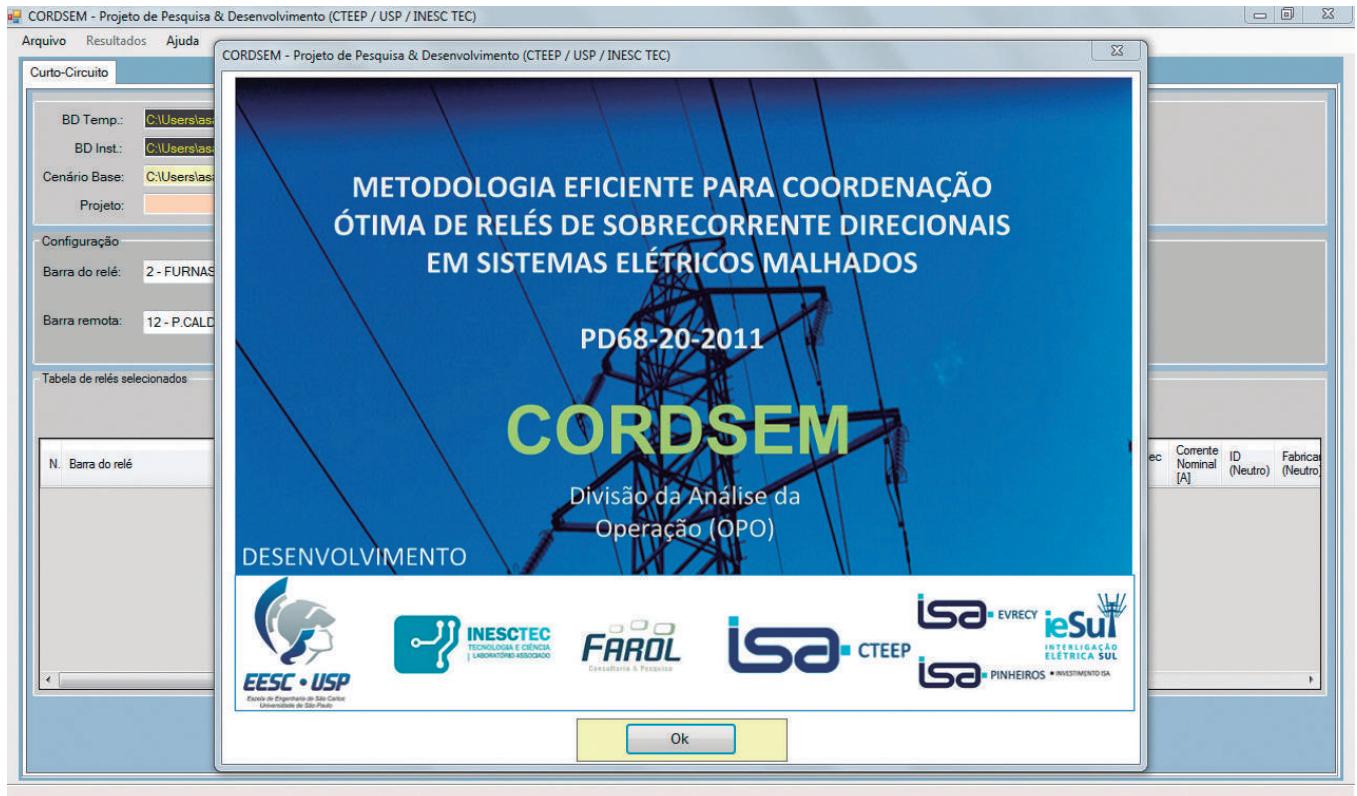 CORDSEM - Projeto de Pesquisa & Desenvolvimento (CTEEP / USP / INESC TEC)
Arquivo Resultados Ajuda
CORDSEM - Projeto de Pesquisa & Desenvolvimento (CTEEP / USP / INESC TEC)
Curto-Circuito
BD Temp.: C:\Users\as
BD Inst.: C:\Users\as
Cenário Base: C:\Users\as
Projeto:
Configuração
Barra do relé: 2 - FURNAS
Barra remota: 12 - P.CALD
Tabela de relés selecionados
N. Barra do relé
ec
Corrente
Nominal
[A]
ID
(Neutro)
Fabrica
(Neutro
METODOLOGIA EFICIENTE PARA COORDENAÇÃO
ÓTIMA DE RELÉS DE SOBRECORRENTE DIRECIONAIS
EM SISTEMAS ELÉTRICOS MALHADOS
PD68-20-2011
CORDSEM
Divisão da Análise da
Operação (OPO)
DESENVOLVIMENTO
EESC • USP
Escola de Engenharia de São Carlos
Universidade de São Paulo
INESCTEC
TECNOLOGIA E CIÊNCIA
LABORATÓRIO ASSOCIADO
FAROL
Consultoria & Pesquisa
isa CTEEP
isa EVRECY
isa PINHEIROS • INVESTIMENTO ISA
ieSul
INTERLIGAÇÃO
ELÉTRICA SUL
Ok